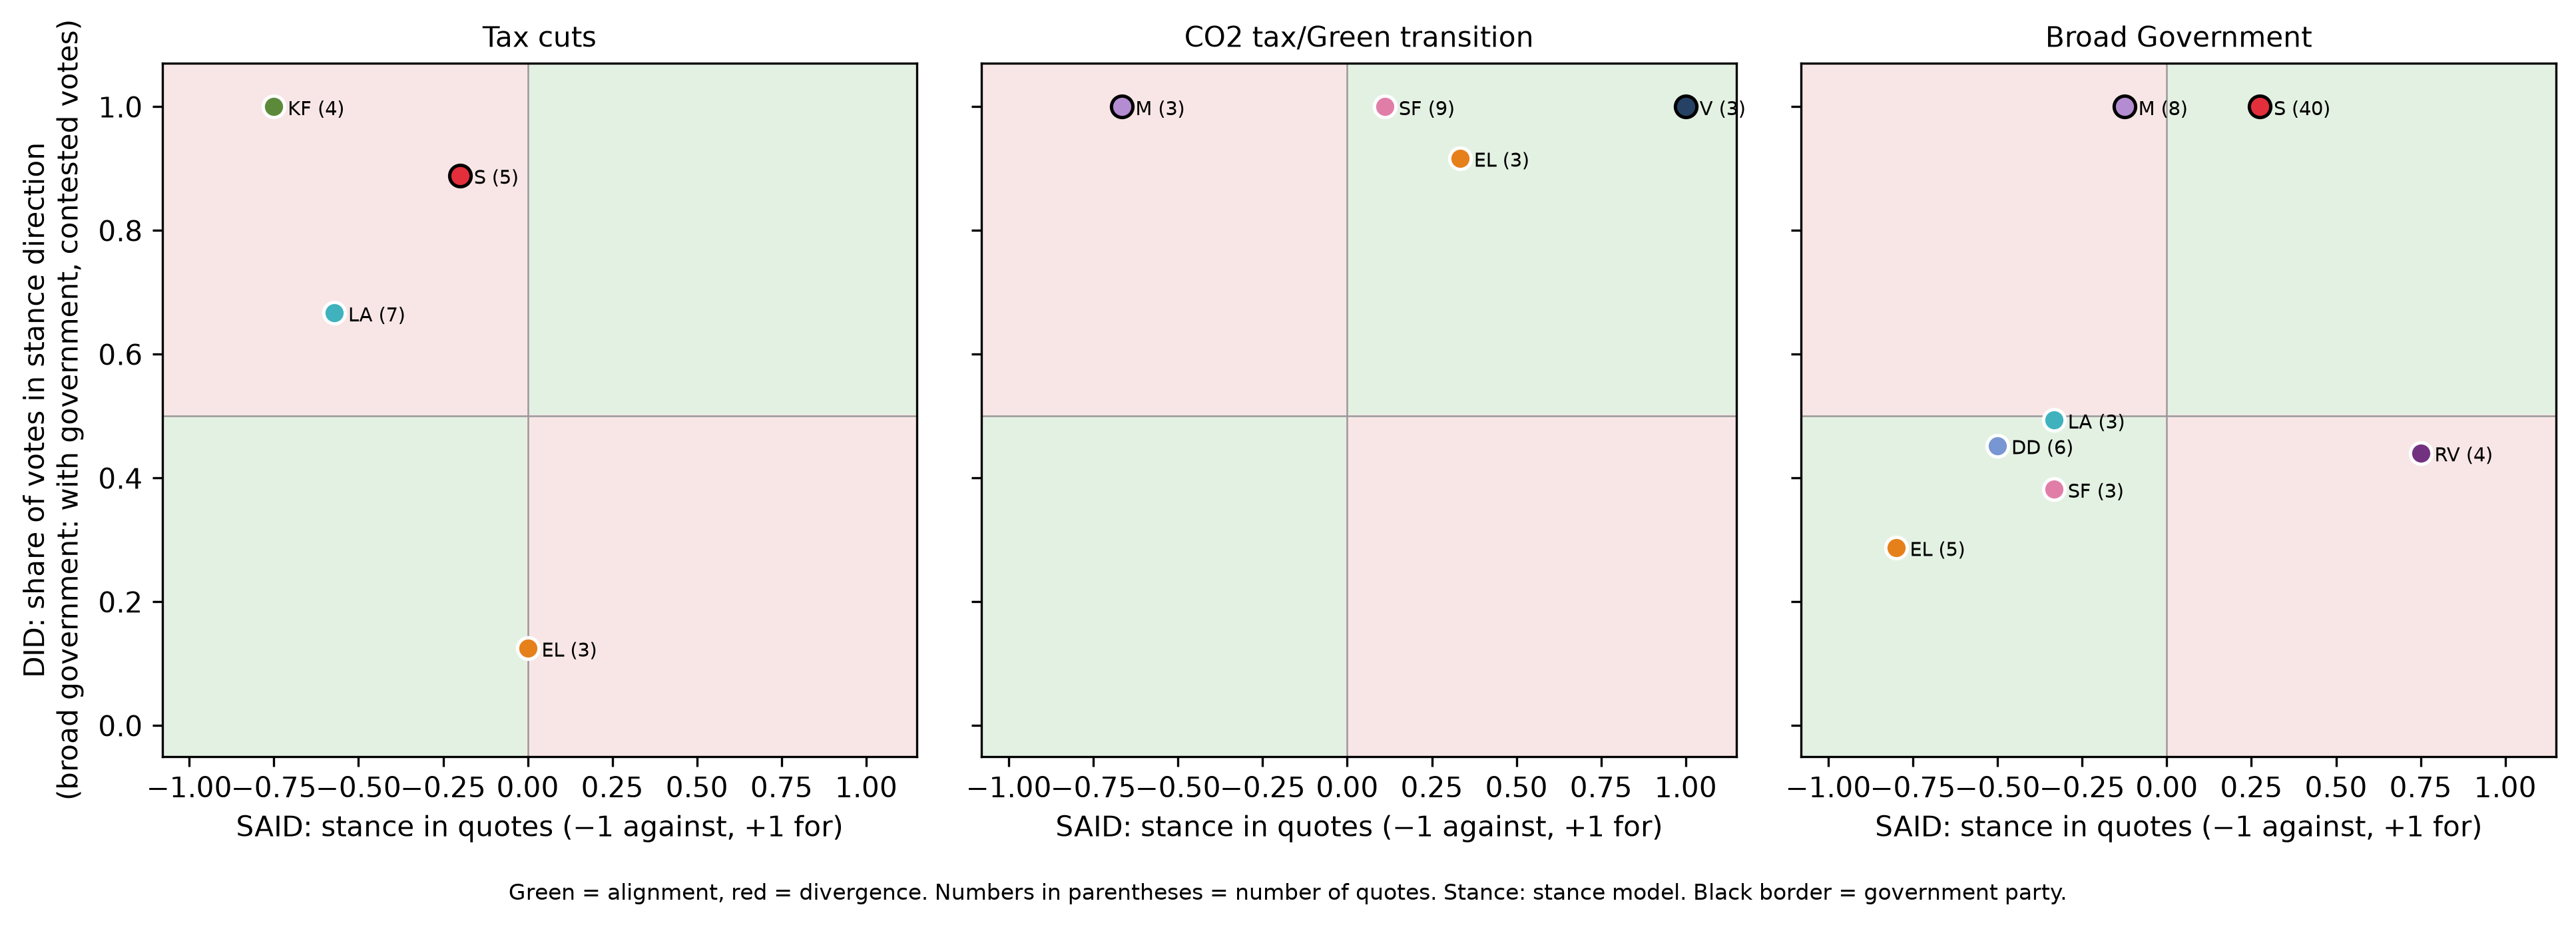 Tax cuts
CO2 tax/Green transition
Broad Government
DID: share of votes in stance direction
(broad government: with government, contested votes)
1.0
0.8
0.6
0.4
0.2
0.0
KF (4)
S (5)
LA (7)
EL (3)
M (3)
SF (9)
V (3)
EL (3)
M (8)
S (40)
LA (3)
DD (6)
RV (4)
SF (3)
EL (5)
−1.00 −0.75 −0.50 −0.25 0.00 0.25 0.50 0.75 1.00
−1.00 −0.75 −0.50 −0.25 0.00 0.25 0.50 0.75 1.00
−1.00 −0.75 −0.50 −0.25 0.00 0.25 0.50 0.75 1.00
SAID: stance in quotes (−1 against, +1 for)
SAID: stance in quotes (−1 against, +1 for)
SAID: stance in quotes (−1 against, +1 for)
Green = alignment, red = divergence. Numbers in parentheses = number of quotes. Stance: stance model. Black border = government party.